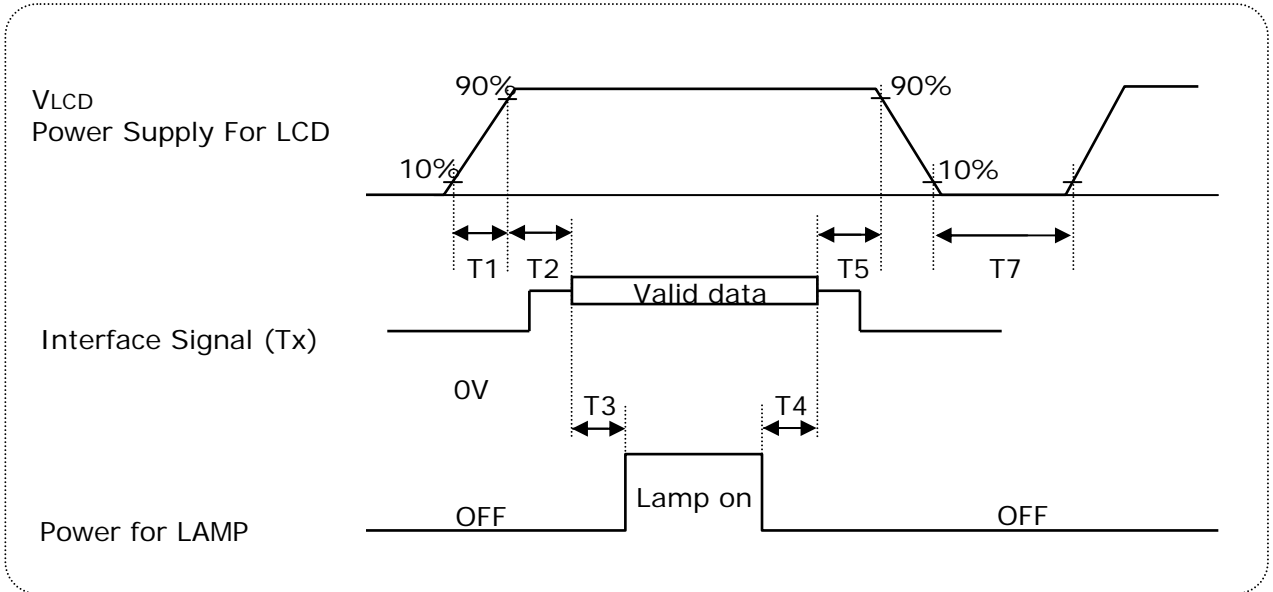 90%
90%
VLCD
Power Supply For LCD
10%
10%
T1
T2
T5
T7
Valid data
Interface Signal (Tx)
0V
T3
T4
Lamp on
OFF
OFF
Power for LAMP